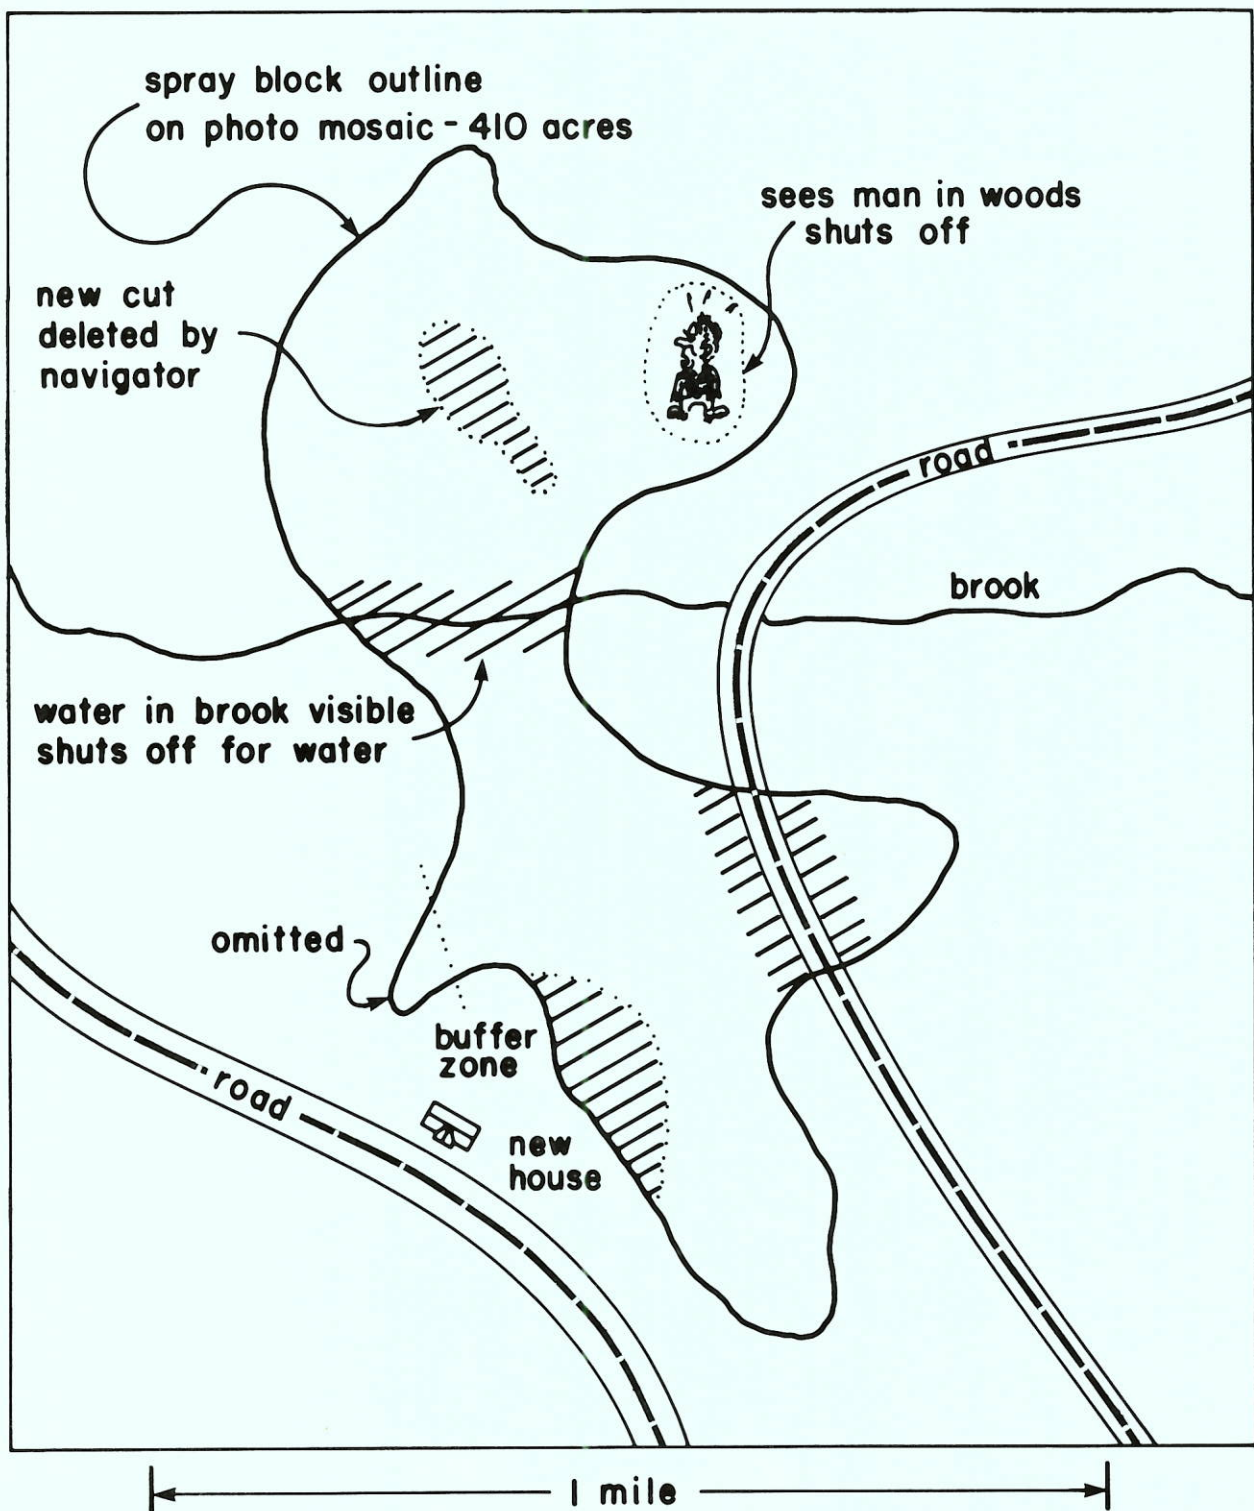 spray block outline
on photo mosaic - 410 acres
sees man in woods
shuts off
new cut
deleted by
navigator
road
brook
water in brook visible
shuts off for water
omitted
buffer
zone
road
new
house
1 mile